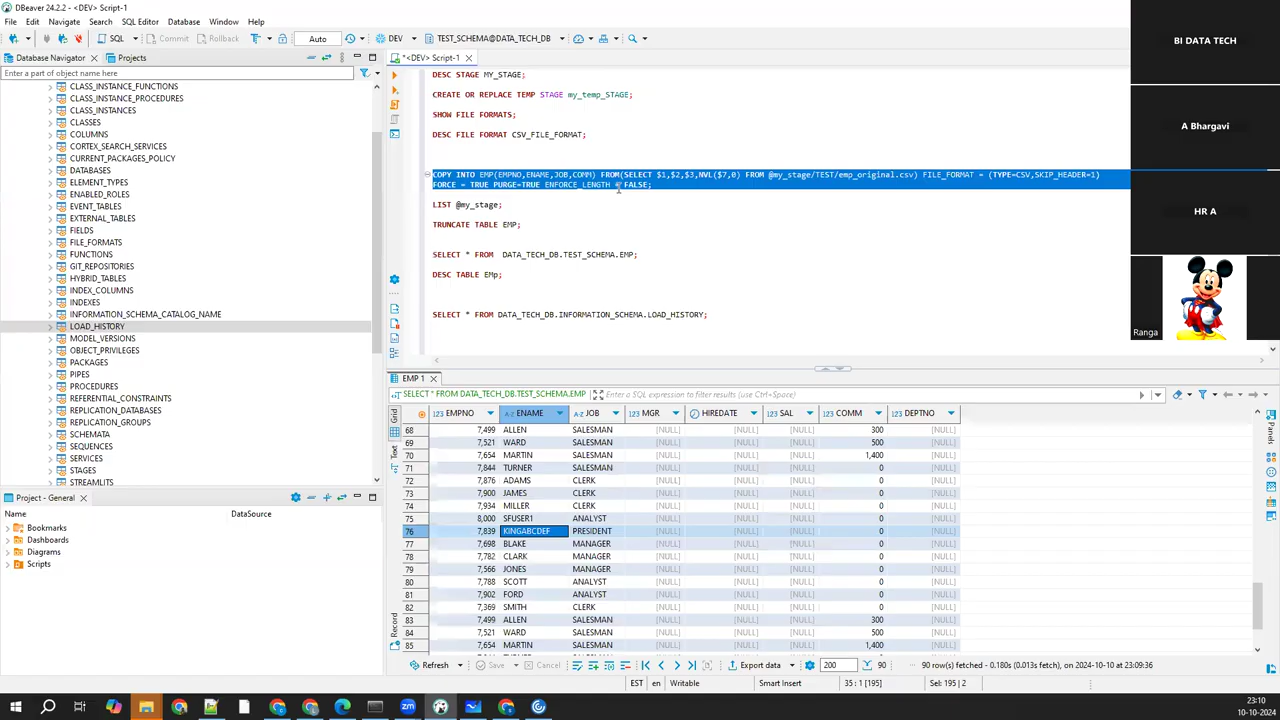 DBeaver 24.2.2 - <DEV> Script-1
File Edit Navigate Search SQL Editor Database Window Help
SQL Commit Rollback Auto DEV TEST_SCHEMA@DATA_TECH_DB
Database Navigator Projects
Enter a part of object name here
CLASS_INSTANCE_FUNCTIONS
CLASS_INSTANCE_PROCEDURES
CLASS_INSTANCES
CLASSES
COLUMNS
CORTEX_SEARCH_SERVICES
CURRENT_PACKAGES_POLICY
DATABASES
ELEMENT_TYPES
ENABLED_ROLES
EVENT_TABLES
EXTERNAL_TABLES
FIELDS
FILE_FORMATS
FUNCTIONS
GIT_REPOSITORIES
HYBRID_TABLES
INDEX_COLUMNS
INDEXES
INFORMATION_SCHEMA_CATALOG_NAME
LOAD_HISTORY
MODEL_VERSIONS
OBJECT_PRIVILEGES
PACKAGES
PIPES
PROCEDURES
REFERENTIAL_CONSTRAINTS
REPLICATION_DATABASES
REPLICATION_GROUPS
SCHEMATA
SEQUENCES
SERVICES
STAGES
STREAMLITS
Project - General
Name DataSource
Bookmarks
Dashboards
Diagrams
Scripts
*<DEV> Script-1
DESC STAGE MY_STAGE;
CREATE OR REPLACE TEMP STAGE my_temp_STAGE;
SHOW FILE FORMATS;
DESC FILE FORMAT CSV_FILE_FORMAT;
COPY INTO EMP(EMPNO,ENAME,JOB,COMM) FROM(SELECT $1,$2,$3,NVL($7,0) FROM @my_stage/TEST/emp_original.csv) FILE_FORMAT = (TYPE=CSV,SKIP_HEADER=1)
FORCE = TRUE PURGE=TRUE ENFORCE_LENGTH = FALSE;
LIST @my_stage;
TRUNCATE TABLE EMP;
SELECT * FROM DATA_TECH_DB.TEST_SCHEMA.EMP;
DESC TABLE EMp;
SELECT * FROM DATA_TECH_DB.INFORMATION_SCHEMA.LOAD_HISTORY;
EMP 1
SELECT * FROM DATA_TECH_DB.TEST_SCHEMA.EMP Enter a SQL expression to filter results (use Ctrl+Space)
Grid
Text
Record
Panels
123 EMPNO A-Z ENAME A-Z JOB 123 MGR HIREDATE 123 SAL 123 COMM 123 DEPTNO
68 7,499 ALLEN SALESMAN [NULL] [NULL] [NULL] 300 [NULL]
69 7,521 WARD SALESMAN [NULL] [NULL] [NULL] 500 [NULL]
70 7,654 MARTIN SALESMAN [NULL] [NULL] [NULL] 1,400 [NULL]
71 7,844 TURNER SALESMAN [NULL] [NULL] [NULL] 0 [NULL]
72 7,876 ADAMS CLERK [NULL] [NULL] [NULL] 0 [NULL]
73 7,900 JAMES CLERK [NULL] [NULL] [NULL] 0 [NULL]
74 7,934 MILLER CLERK [NULL] [NULL] [NULL] 0 [NULL]
75 8,000 SFUSER1 ANALYST [NULL] [NULL] [NULL] 0 [NULL]
76 7,839 KINGABCDEF PRESIDENT [NULL] [NULL] [NULL] 0 [NULL]
77 7,698 BLAKE MANAGER [NULL] [NULL] [NULL] 0 [NULL]
78 7,782 CLARK MANAGER [NULL] [NULL] [NULL] 0 [NULL]
79 7,566 JONES MANAGER [NULL] [NULL] [NULL] 0 [NULL]
80 7,788 SCOTT ANALYST [NULL] [NULL] [NULL] 0 [NULL]
81 7,902 FORD ANALYST [NULL] [NULL] [NULL] 0 [NULL]
82 7,369 SMITH CLERK [NULL] [NULL] [NULL] 0 [NULL]
83 7,499 ALLEN SALESMAN [NULL] [NULL] [NULL] 300 [NULL]
84 7,521 WARD SALESMAN [NULL] [NULL] [NULL] 500 [NULL]
85 7,654 MARTIN SALESMAN [NULL] [NULL] [NULL] 1,400 [NULL]
Refresh Save Cancel Export data 200 90 90 row(s) fetched - 0.180s (0.013s fetch), on 2024-10-10 at 23:09:36
EST en Writable Smart Insert 35 : 1 [195] Sel: 195 | 2
BI DATA TECH
A Bhargavi
HR A
Ranga
23:10
10-10-2024